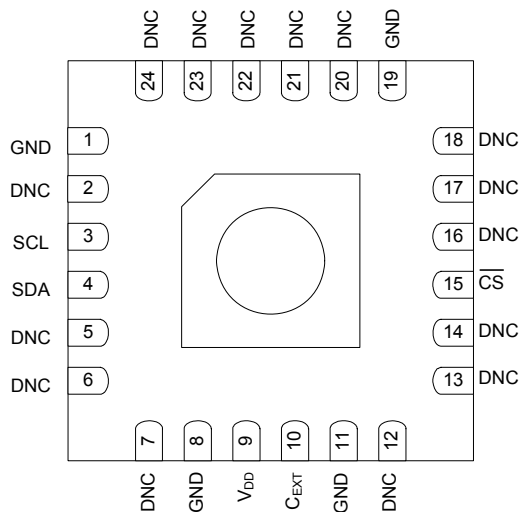 DNC DNC DNC DNC DNC GND
24 23 22 21 20 19
GND 1 18 DNC
DNC 2 17 DNC
SCL 3 16 DNC
SDA 4 15 C̅S̅
DNC 5 14 DNC
DNC 6 13 DNC
7 8 9 10 11 12
DNC GND VDD CEXT GND DNC